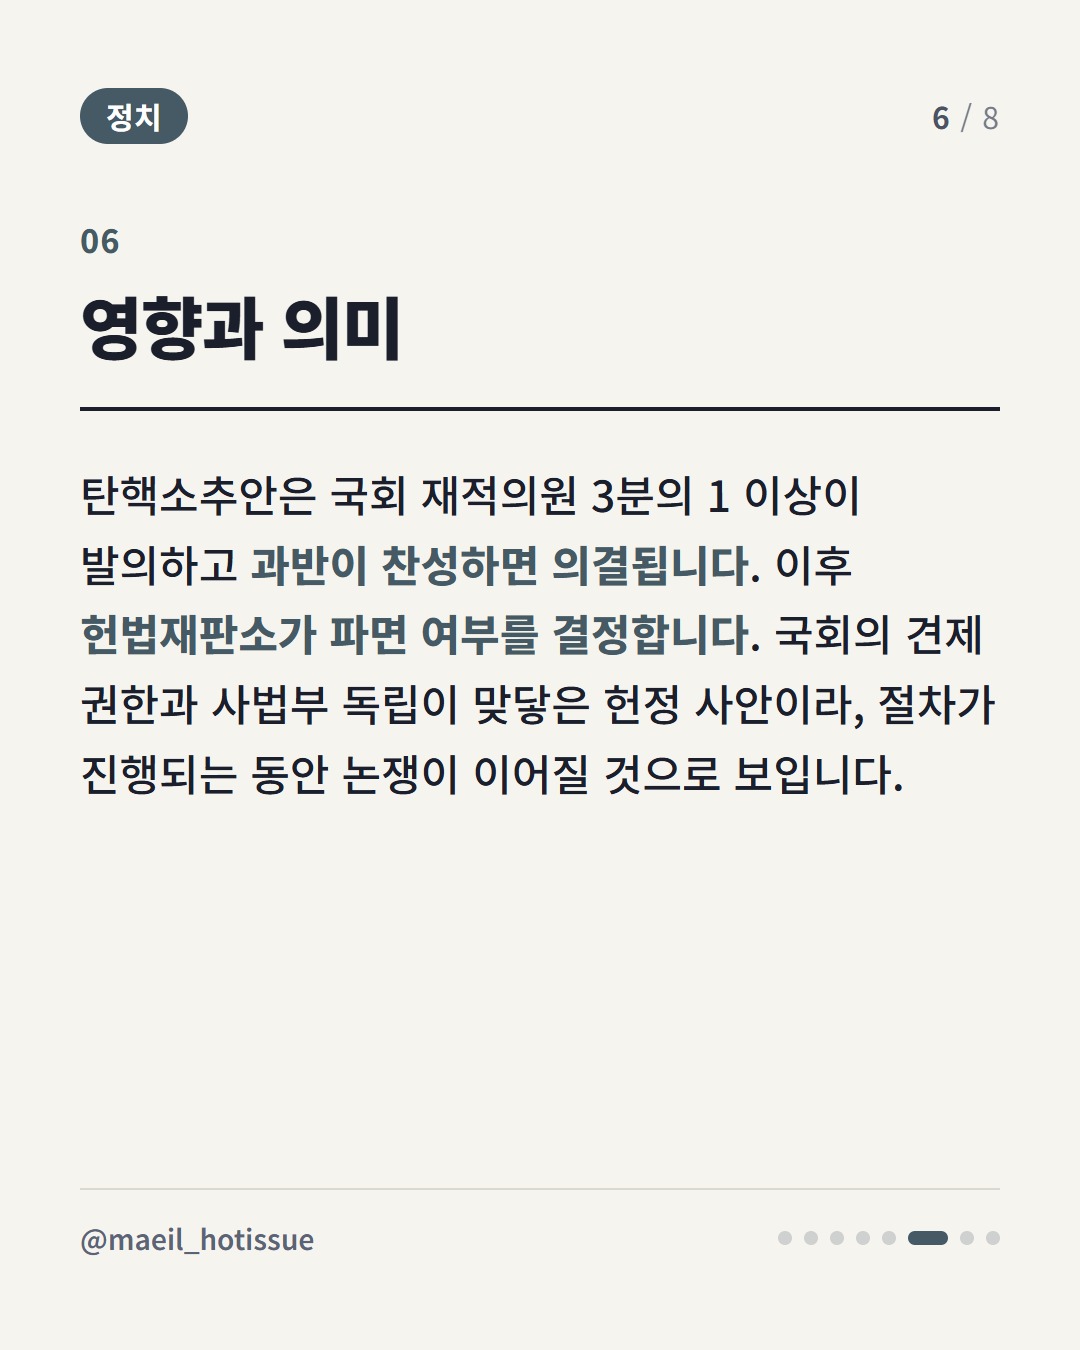 정치
6 / 8
06
영향과 의미
탄핵소추안은 국회 재적의원 3분의 1 이상이
발의하고 과반이 찬성하면 의결됩니다. 이후
헌법재판소가 파면 여부를 결정합니다. 국회의 견제
권한과 사법부 독립이 맞닿은 헌정 사안이라, 절차가
진행되는 동안 논쟁이 이어질 것으로 보입니다.
@maeil_hotissue